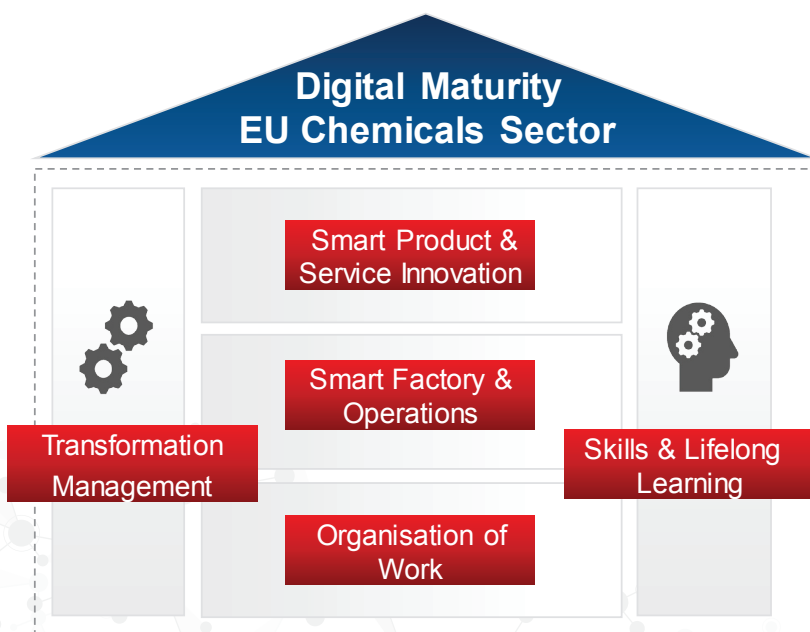 Digital Maturity
EU Chemicals Sector
Smart Product &
Service Innovation
Smart Factory &
Operations
Transformation
Management
Skills & Lifelong
Learning
Organisation of
Work